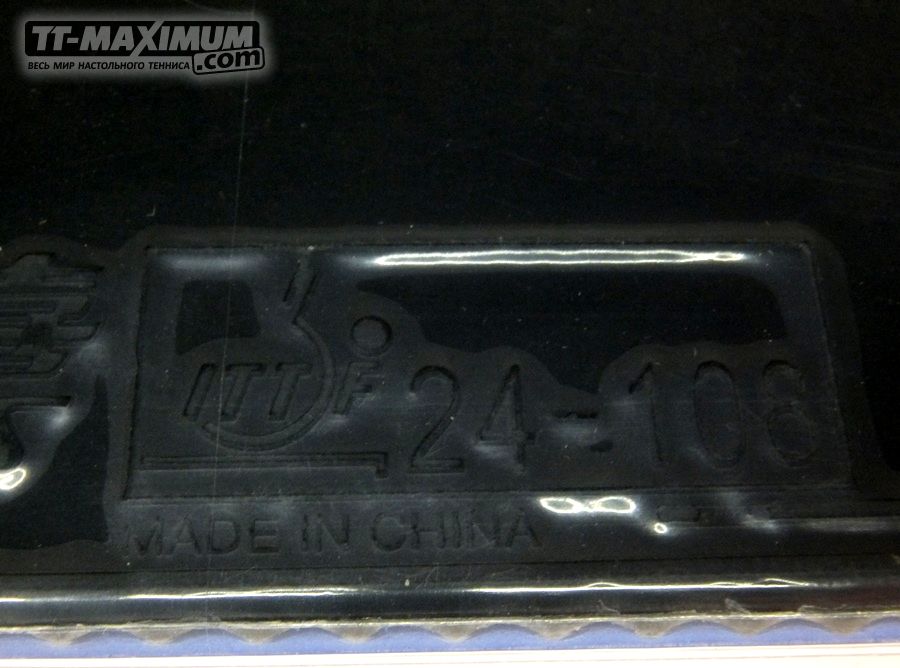 TT-MAXIMUM
.com
ВЕСЬ МИР НАСТОЛЬНОГО ТЕННИСА
ITTF 24-108
MADE IN CHINA